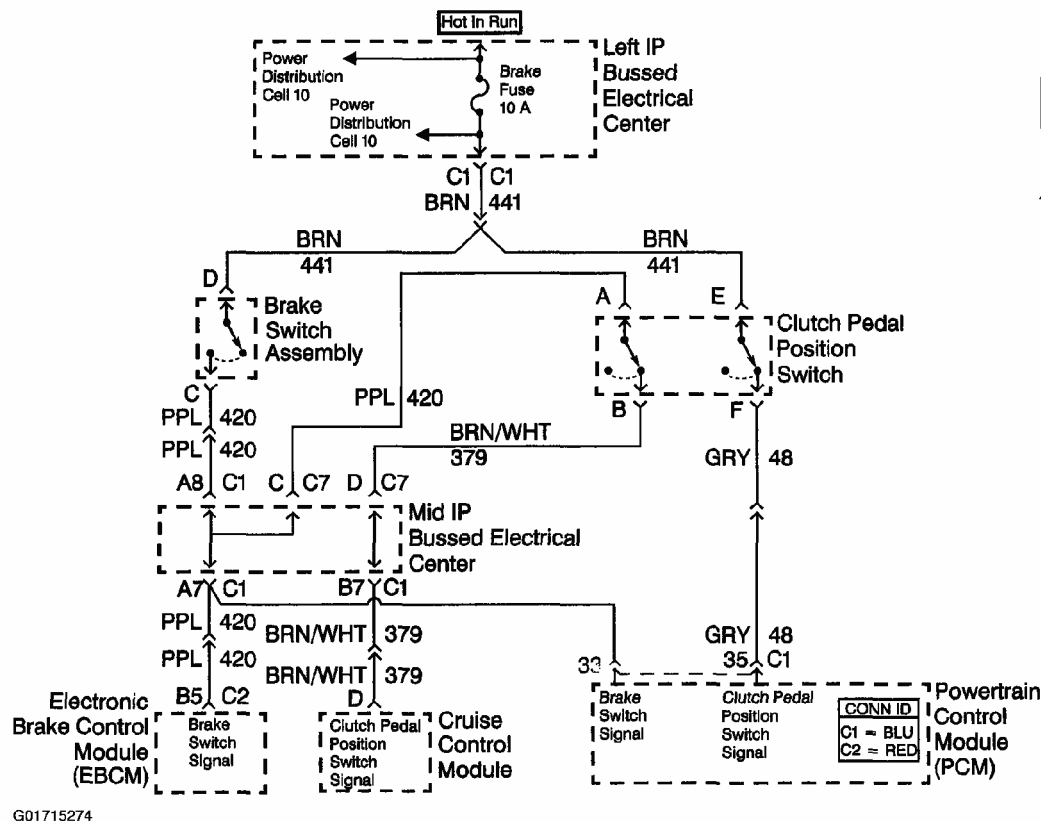 Hot In Run
Power
Distribution
Cell 10
Brake
Fuse
10 A
Power
Distribution
Cell 10
Left IP
Bussed
Electrical
Center
C1 C1
BRN 441
BRN
441
BRN
441
D
Brake
Switch
Assembly
A
E
Clutch Pedal
Position
Switch
C
PPL 420
PPL 420
PPL 420
B
F
BRN/WHT
379
GRY 48
A8 C1
C C7
D C7
Mid IP
Bussed Electrical
Center
A7 C1
B7 C1
PPL 420
BRN/WHT 379
GRY 48
PPL 420
BRN/WHT 379
33
35 C1
B5 C2
D
Electronic
Brake Control
Module
(EBCM)
Brake
Switch
Signal
Clutch Pedal
Position
Switch
Signal
Cruise
Control
Module
Brake
Switch
Signal
Clutch Pedal
Position
Switch
Signal
CONN ID
C1 = BLU
C2 = RED
Powertrain
Control
Module
(PCM)
G01715274